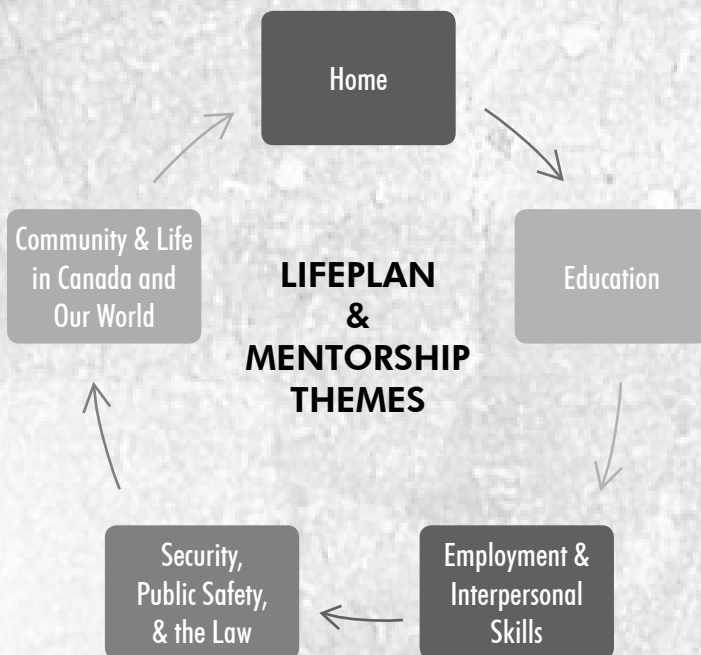 Home
Education
Employment &
Interpersonal
Skills
Security,
Public Safety,
& the Law
Community & Life
in Canada and
Our World
LIFEPLAN
&
MENTORSHIP
THEMES